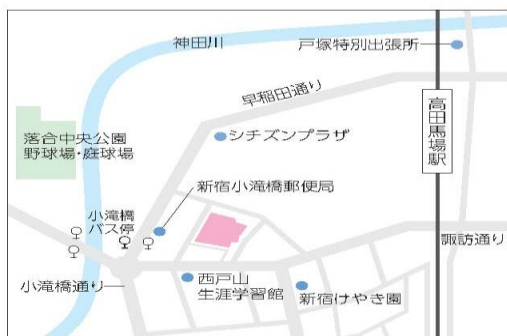 神田川
戸塚特別出張所
早稲田通り
高田馬場駅
シチズンプラザ
落合中央公園
野球場・庭球場
新宿小滝橋郵便局
小滝橋
バス停
諏訪通り
小滝橋通り
西戸山
生涯学習館
新宿けやき園